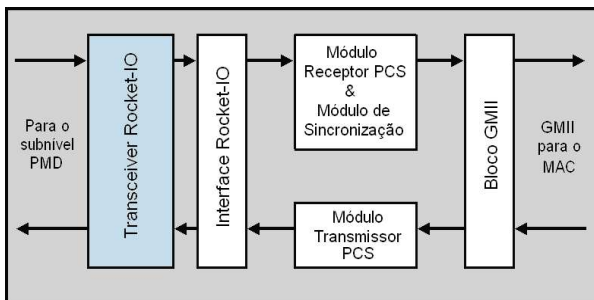 Para o
subnível
PMD
Transceiver Rocket-IO
Interface Rocket-IO
Módulo
Receptor PCS
&
Módulo de
Sincronização
Módulo
Transmissor
PCS
Bloco GMII
GMII
para o
MAC